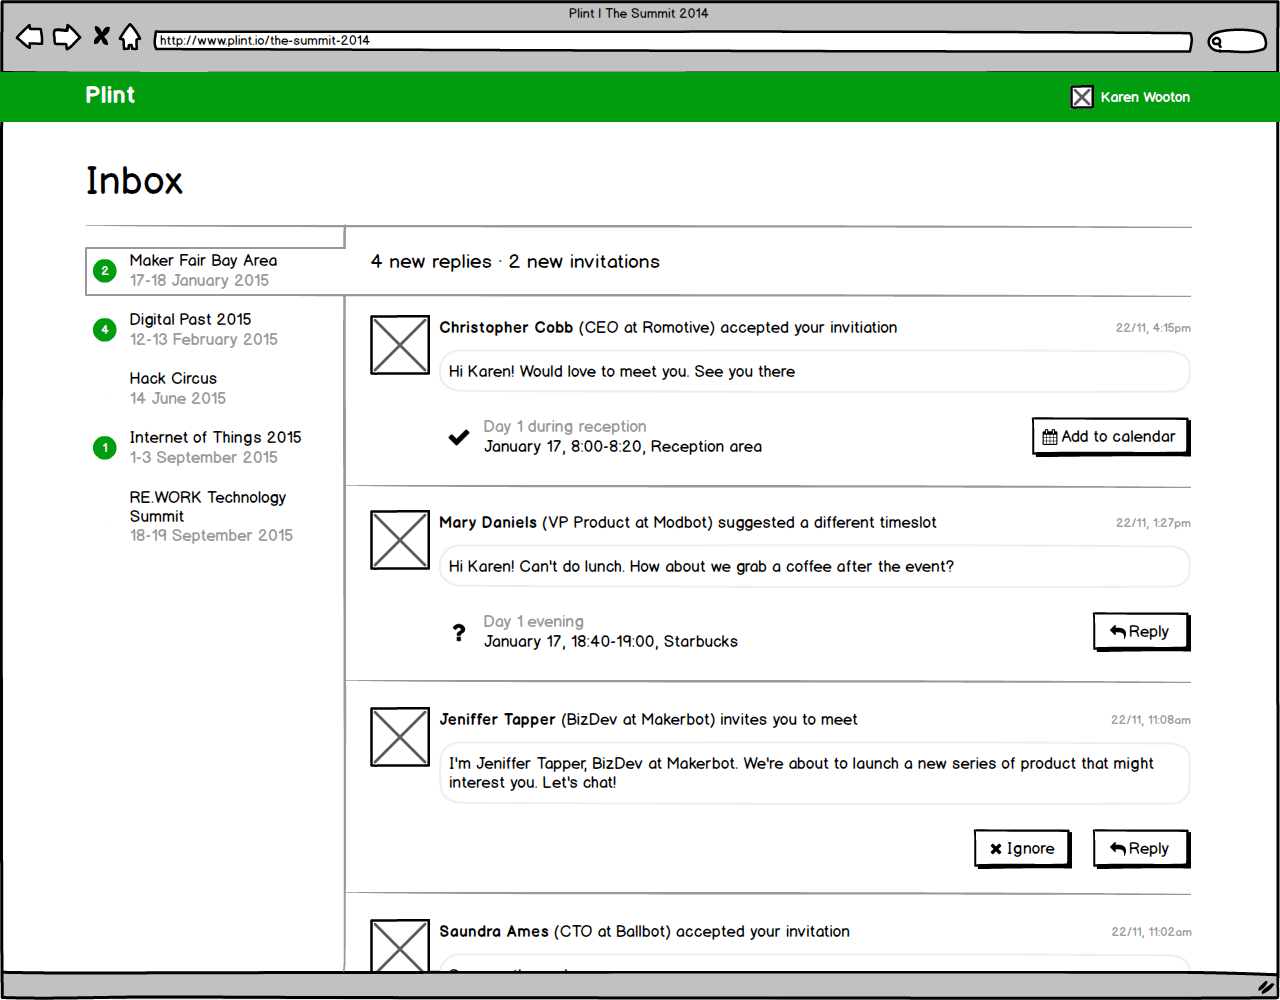 Plint | The Summit 2014
http://www.plint.io/the-summit-2014
Plint
Karen Wooton
Inbox
2
Maker Fair Bay Area
17-18 January 2015
4
Digital Past 2015
12-13 February 2015
Hack Circus
14 June 2015
1
Internet of Things 2015
1-3 September 2015
RE.WORK Technology
Summit
18-19 September 2015
4 new replies · 2 new invitations
Christopher Cobb (CEO at Romotive) accepted your invitiation
22/11, 4:15pm
Hi Karen! Would love to meet you. See you there
Day 1 during reception
January 17, 8:00-8:20, Reception area
Add to calendar
Mary Daniels (VP Product at Modbot) suggested a different timeslot
22/11, 1:27pm
Hi Karen! Can't do lunch. How about we grab a coffee after the event?
Day 1 evening
January 17, 18:40-19:00, Starbucks
Reply
Jeniffer Tapper (BizDev at Makerbot) invites you to meet
22/11, 11:08am
I'm Jeniffer Tapper, BizDev at Makerbot. We're about to launch a new series of product that might
interest you. Let's chat!
Ignore
Reply
Saundra Ames (CTO at Ballbot) accepted your invitation
22/11, 11:02am